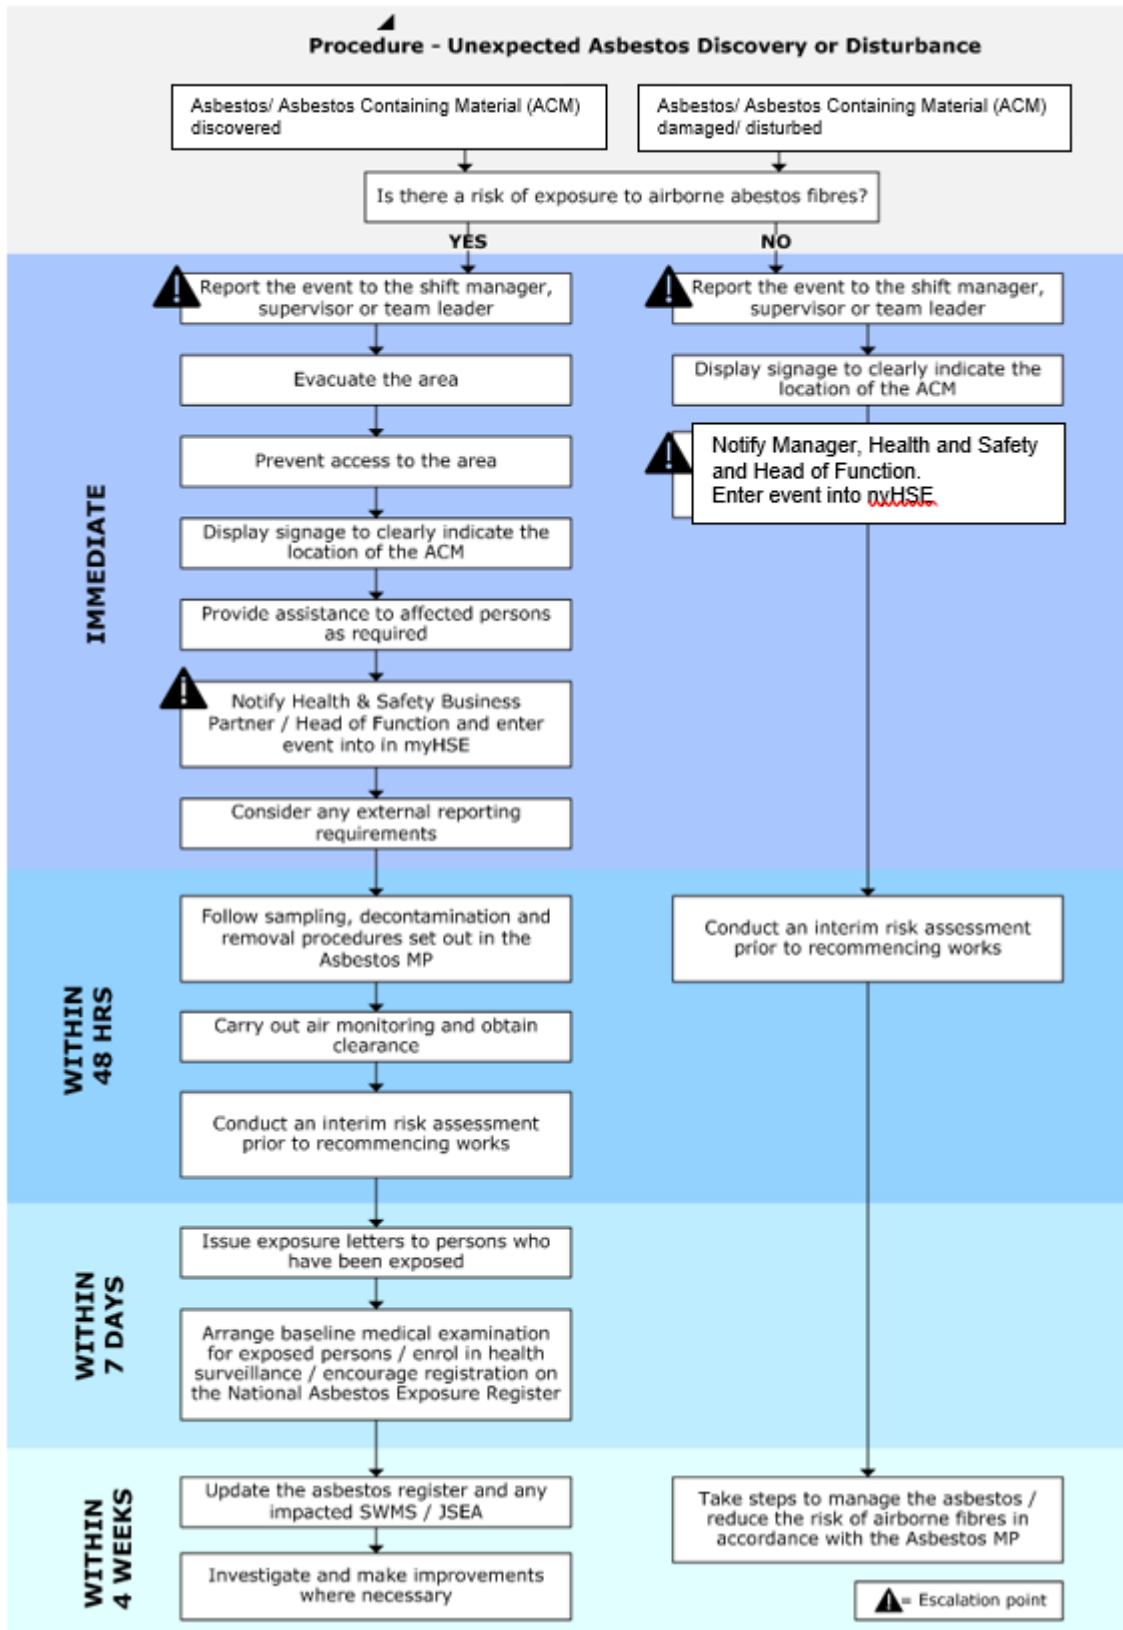 Procedure - Unexpected Asbestos Discovery or Disturbance
Asbestos/ Asbestos Containing Material (ACM)
discovered
Asbestos/ Asbestos Containing Material (ACM)
damaged/ disturbed
Is there a risk of exposure to airborne abestos fibres?
YES
NO
IMMEDIATE
Report the event to the shift manager,
supervisor or team leader
Evacuate the area
Prevent access to the area
Display signage to clearly indicate the
location of the ACM
Provide assistance to affected persons
as required
Notify Health & Safety Business
Partner / Head of Function and enter
event into in myHSE
Consider any external reporting
requirements
Report the event to the shift manager,
supervisor or team leader
Display signage to clearly indicate the
location of the ACM
Notify Manager, Health and Safety
and Head of Function.
Enter event into nvHSE
WITHIN
48 HRS
Follow sampling, decontamination and
removal procedures set out in the
Asbestos MP
Carry out air monitoring and obtain
clearance
Conduct an interim risk assessment
prior to recommencing works
Conduct an interim risk assessment
prior to recommencing works
WITHIN
7 DAYS
Issue exposure letters to persons who
have been exposed
Arrange baseline medical examination
for exposed persons / enrol in health
surveillance / encourage registration on
the National Asbestos Exposure Register
WITHIN
4 WEEKS
Update the asbestos register and any
impacted SWMS / JSEA
Investigate and make improvements
where necessary
Take steps to manage the asbestos /
reduce the risk of airborne fibres in
accordance with the Asbestos MP
= Escalation point